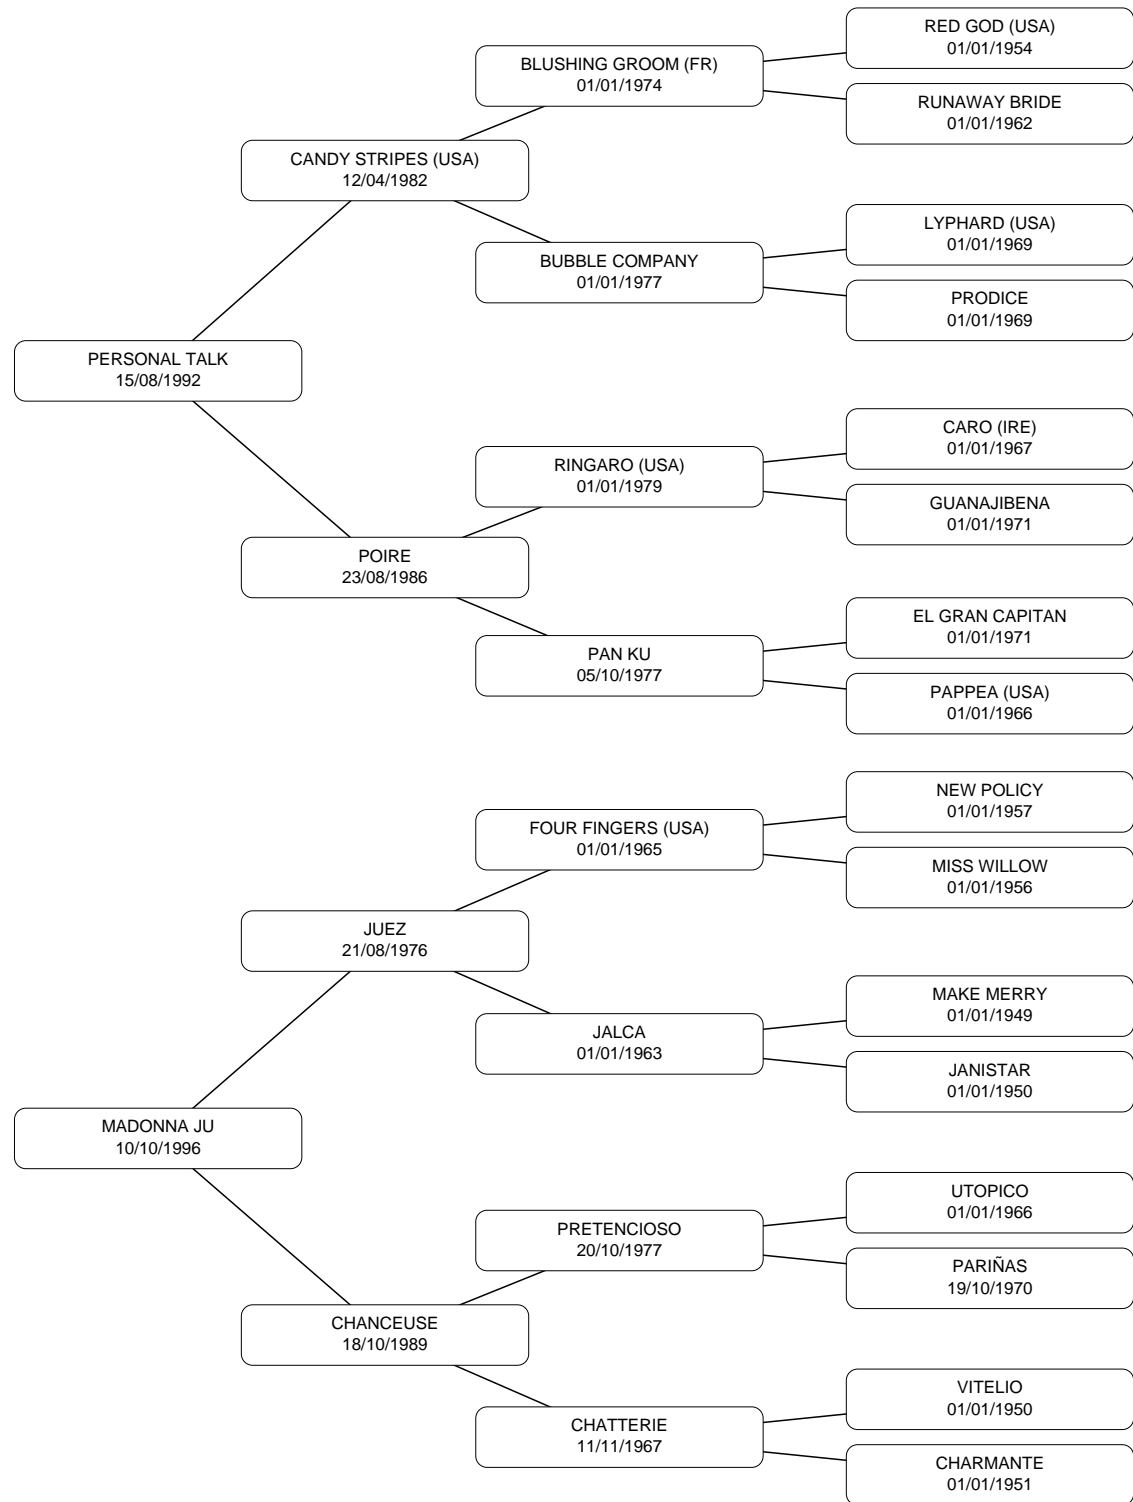 RED GOD (USA)
01/01/1954
BLUSHING GROOM (FR)
01/01/1974
RUNAWAY BRIDE
01/01/1962
CANDY STRIPES (USA)
12/04/1982
LYPHARD (USA)
01/01/1969
BUBBLE COMPANY
01/01/1977
PRODICE
01/01/1969
PERSONAL TALK
15/08/1992
CARO (IRE)
01/01/1967
RINGARO (USA)
01/01/1979
GUANAJIBENA
01/01/1971
POIRE
23/08/1986
EL GRAN CAPITAN
01/01/1971
PAN KU
05/10/1977
PAPPEA (USA)
01/01/1966
NEW POLICY
01/01/1957
FOUR FINGERS (USA)
01/01/1965
MISS WILLOW
01/01/1956
JUEZ
21/08/1976
MAKE MERRY
01/01/1949
JALCA
01/01/1963
JANISTAR
01/01/1950
MADONNA JU
10/10/1996
UTOPICO
01/01/1966
PRETENCIOSO
20/10/1977
PARIÑAS
19/10/1970
CHANCEUSE
18/10/1989
VITELIO
01/01/1950
CHATTERIE
11/11/1967
CHARMANTE
01/01/1951